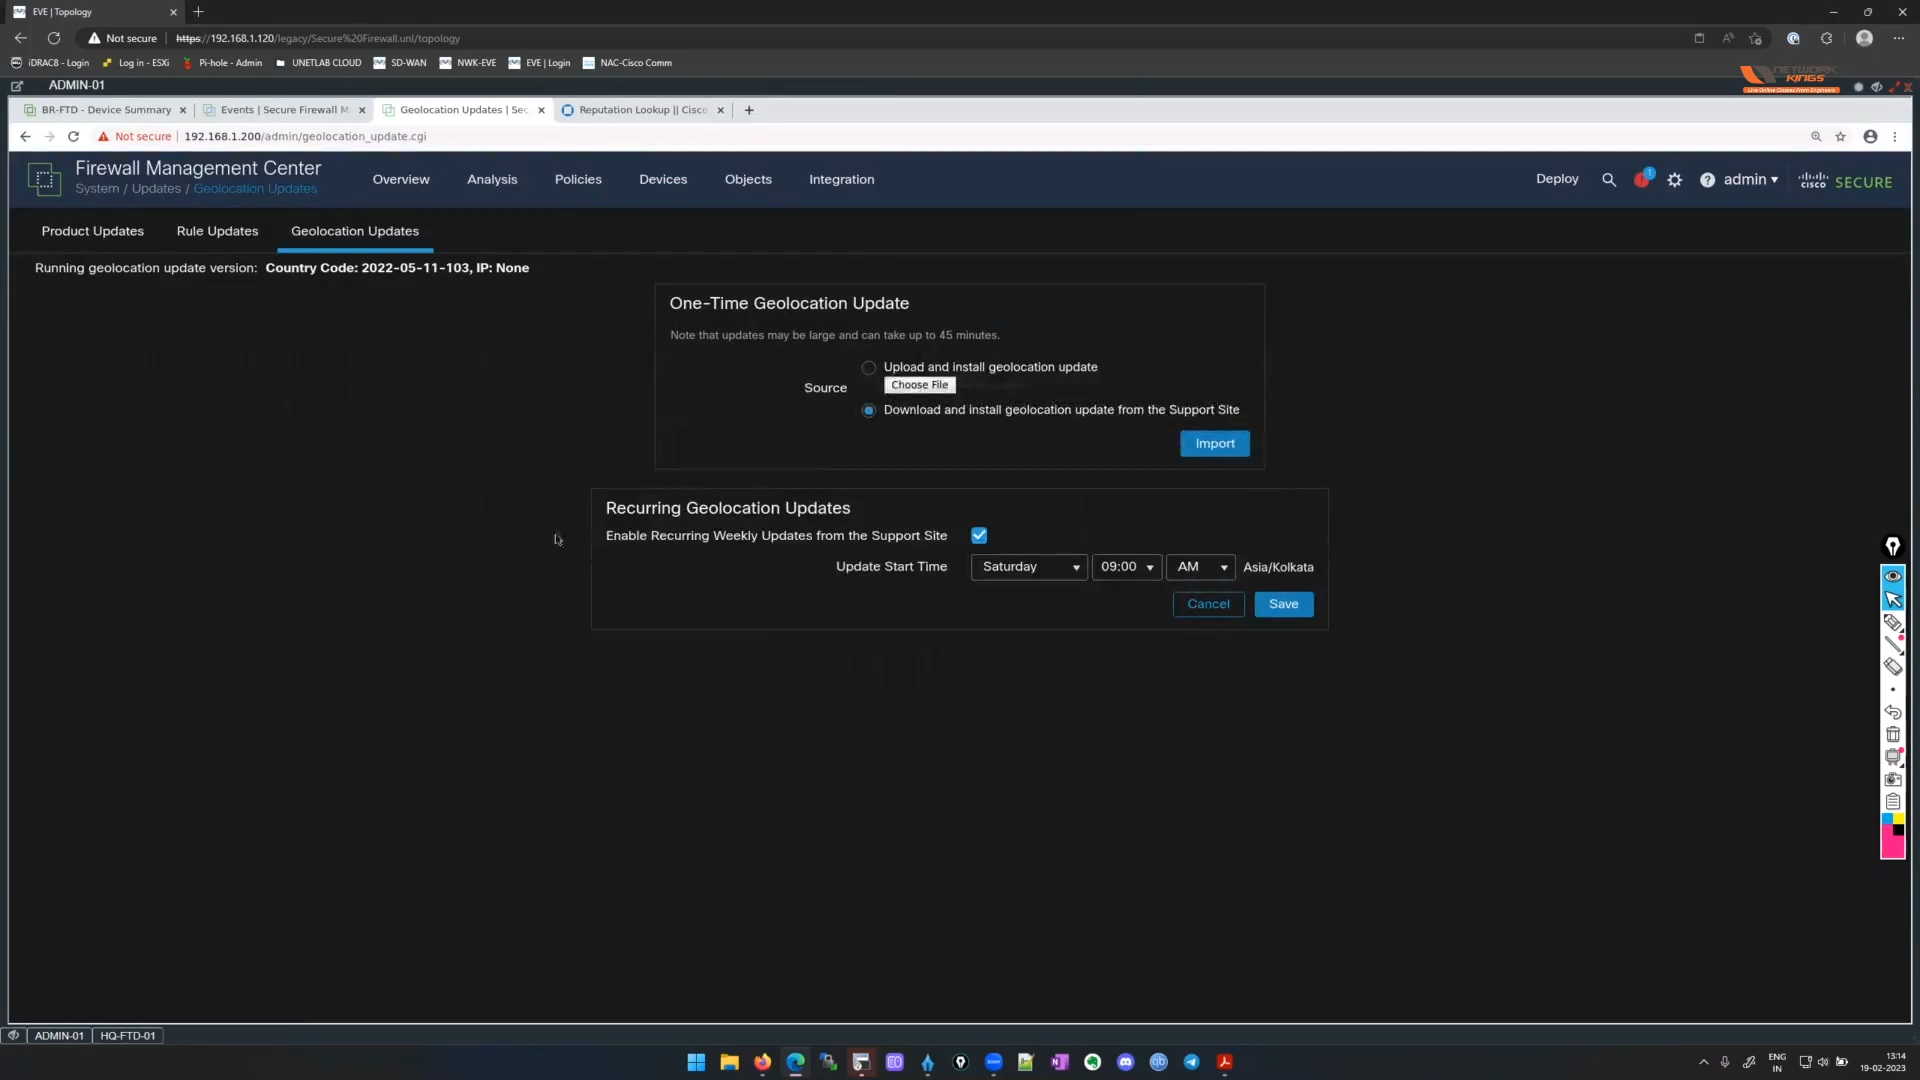 EVE | Topology
Not secure | https://192.168.1.120/legacy/Secure%20Firewall.unl/topology
iDRAC8 - Login
Log in - ESXi
Pi-hole - Admin
UNETLAB CLOUD
SD-WAN
NWK-EVE
EVE | Login
NAC-Cisco Comm
ADMIN-01
NETWORK KINGS
Live Online Classes From Engineers
BR-FTD - Device Summary
Events | Secure Firewall M
Geolocation Updates | Sec
Reputation Lookup || Cisco
Not secure | 192.168.1.200/admin/geolocation_update.cgi
Firewall Management Center
System / Updates / Geolocation Updates
Overview
Analysis
Policies
Devices
Objects
Integration
Deploy
1
admin
cisco SECURE
Product Updates
Rule Updates
Geolocation Updates
Running geolocation update version: Country Code: 2022-05-11-103, IP: None
One-Time Geolocation Update
Note that updates may be large and can take up to 45 minutes.
Source
Upload and install geolocation update
Choose File
Download and install geolocation update from the Support Site
Import
Recurring Geolocation Updates
Enable Recurring Weekly Updates from the Support Site
Update Start Time
Saturday
09:00
AM
Asia/Kolkata
Cancel
Save
ADMIN-01
HQ-FTD-01
ENG
IN
13:14
19-02-2023